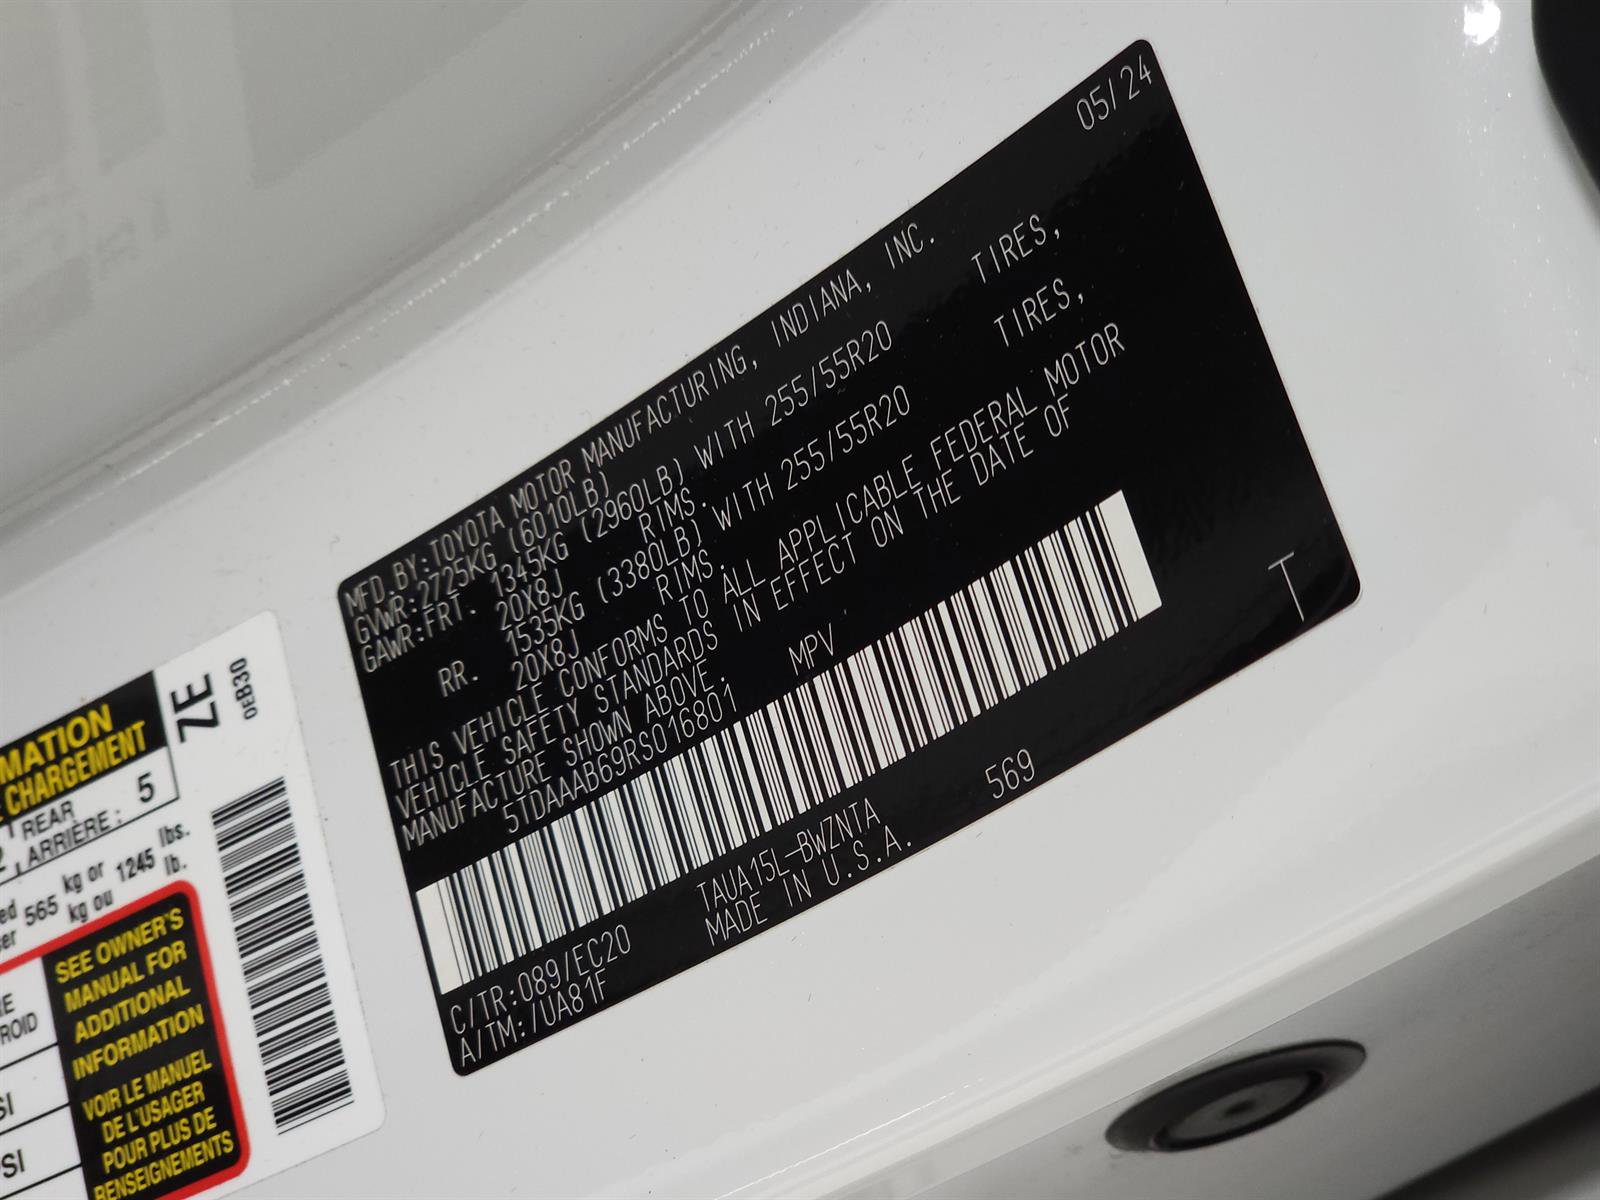 05/24
MFD.BY:TOYOTA MOTOR MANUFACTURING, INDIANA, INC.
GVWR:2725KG (6010LB)
GAWR:FRT. 1345KG (2960LB) WITH 255/55R20 TIRES,
20X8J RIMS.
RR. 1535KG (3380LB) WITH 255/55R20 TIRES,
20X8J RIMS.
THIS VEHICLE CONFORMS TO ALL APPLICABLE FEDERAL MOTOR
VEHICLE SAFETY STANDARDS IN EFFECT ON THE DATE OF
MANUFACTURE SHOWN ABOVE.
5TDAAAB69RS016801 MPV
T
C/TR:089/EC20 TAUA15L-BWZNTA 569
A/TM:/UA81F MADE IN U.S.A.
MATION
CHARGEMENT
ZE
0EB30
REAR
ARRIÈRE : 5
565 kg or 1245 lbs.
kg ou lb.
SEE OWNER'S
MANUAL FOR
ADDITIONAL
INFORMATION
VOIR LE MANUEL
DE L'USAGER
POUR PLUS DE
RENSEIGNEMENTS